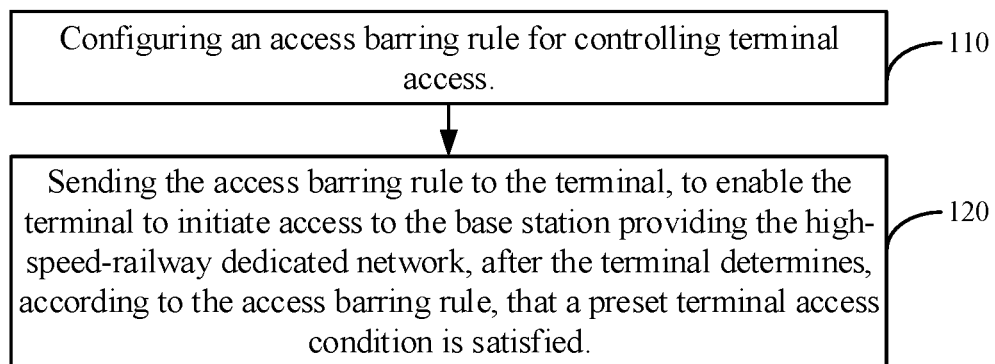 Configuring an access barring rule for controlling terminal
access.
110
Sending the access barring rule to the terminal, to enable the
terminal to initiate access to the base station providing the high-
speed-railway dedicated network, after the terminal determines,
according to the access barring rule, that a preset terminal access
condition is satisfied.
120